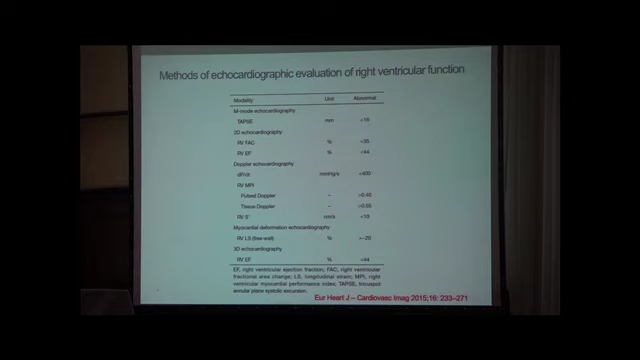 Methods of echocardiographic evaluation of right ventricular function
Modality Unit Abnormal
M-mode echocardiography
TAPSE mm <16
2D echocardiography
RV FAC % <35
RV EF % <44
Doppler echocardiography
dP/dt mmHg/s <400
RV MPI
Pulsed Doppler – >0.40
Tissue Doppler – >0.55
RV S' cm/s <10
Myocardial deformation echocardiography
RV LS (free wall) % >-20
3D echocardiography
RV EF % <44
EF, right ventricular ejection fraction; FAC, right ventricular
fractional area change; LS, longitudinal strain; MPI, right
ventricular myocardial performance index; TAPSE, tricuspid
annular plane systolic excursion.
Eur Heart J – Cardiovasc Imag 2015;16: 233–271